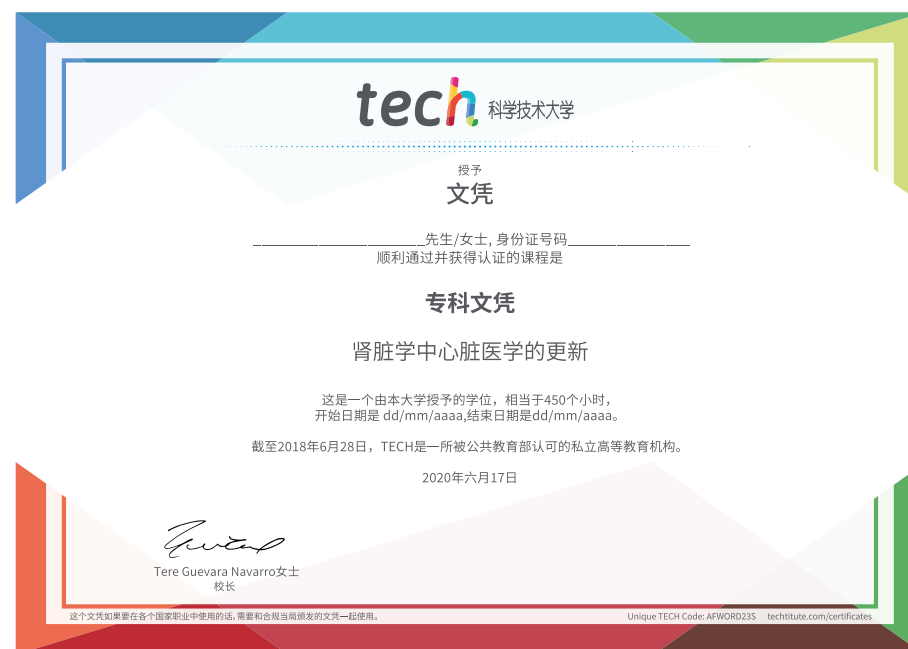 tech 科学技术大学
授予
文凭
______________________先生/女士, 身份证号码________________
顺利通过并获得认证的课程是
专科文凭
肾脏学中心脏医学的更新
这是一个由本大学授予的学位，相当于450个小时，
开始日期是 dd/mm/aaaa,结束日期是dd/mm/aaaa。
截至2018年6月28日，TECH是一所被公共教育部认可的私立高等教育机构。
2020年六月17日
Tere Guevara Navarro女士
校长
这个文凭如果要在各个国家职业中使用的话, 需要和合规当局颁发的文凭一起使用。
Unique TECH Code: AFWORD23S techtitute.com/certificates